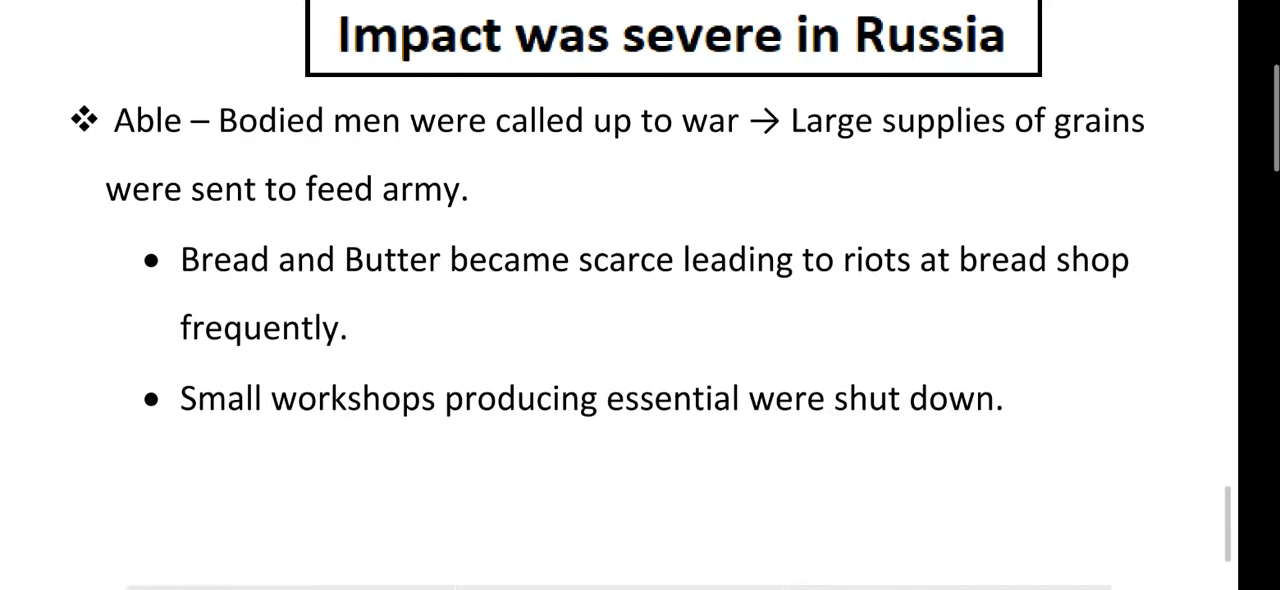 Impact was severe in Russia
❖ Able – Bodied men were called up to war → Large supplies of grains
were sent to feed army.
• Bread and Butter became scarce leading to riots at bread shop
frequently.
• Small workshops producing essential were shut down.